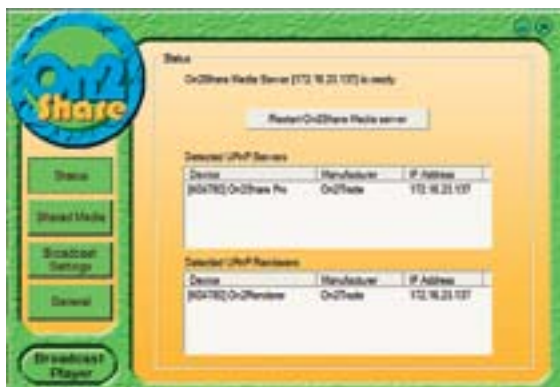 On2
Share
Status
Status
On2Share Media Server [172.16.23.137] is ready.
Restart On2Share Media server
Detected UPnP Servers
Device Manufacturer IP Address
On2Share Pro On2Trade 172.16.23.137
Shared Media
Broadcast
Settings
General
Detected UPnP Renderers
Device Manufacturer IP Address
On2Renderer On2Trade 172.16.23.137
Broadcast
Player